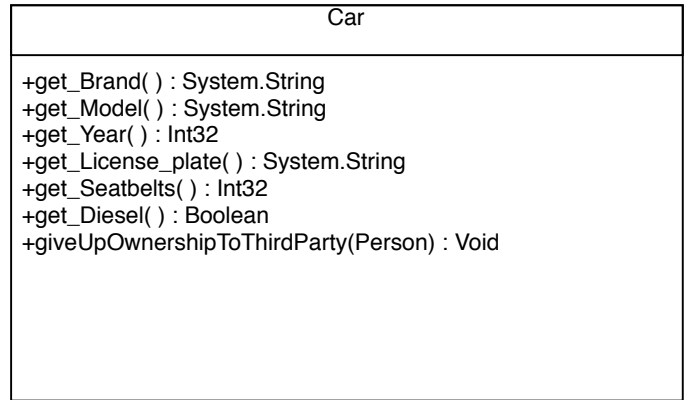 Car
+get_Brand( ) : System.String
+get_Model( ) : System.String
+get_Year( ) : Int32
+get_License_plate( ) : System.String
+get_Seatbelts( ) : Int32
+get_Diesel( ) : Boolean
+giveUpOwnershipToThirdParty(Person) : Void